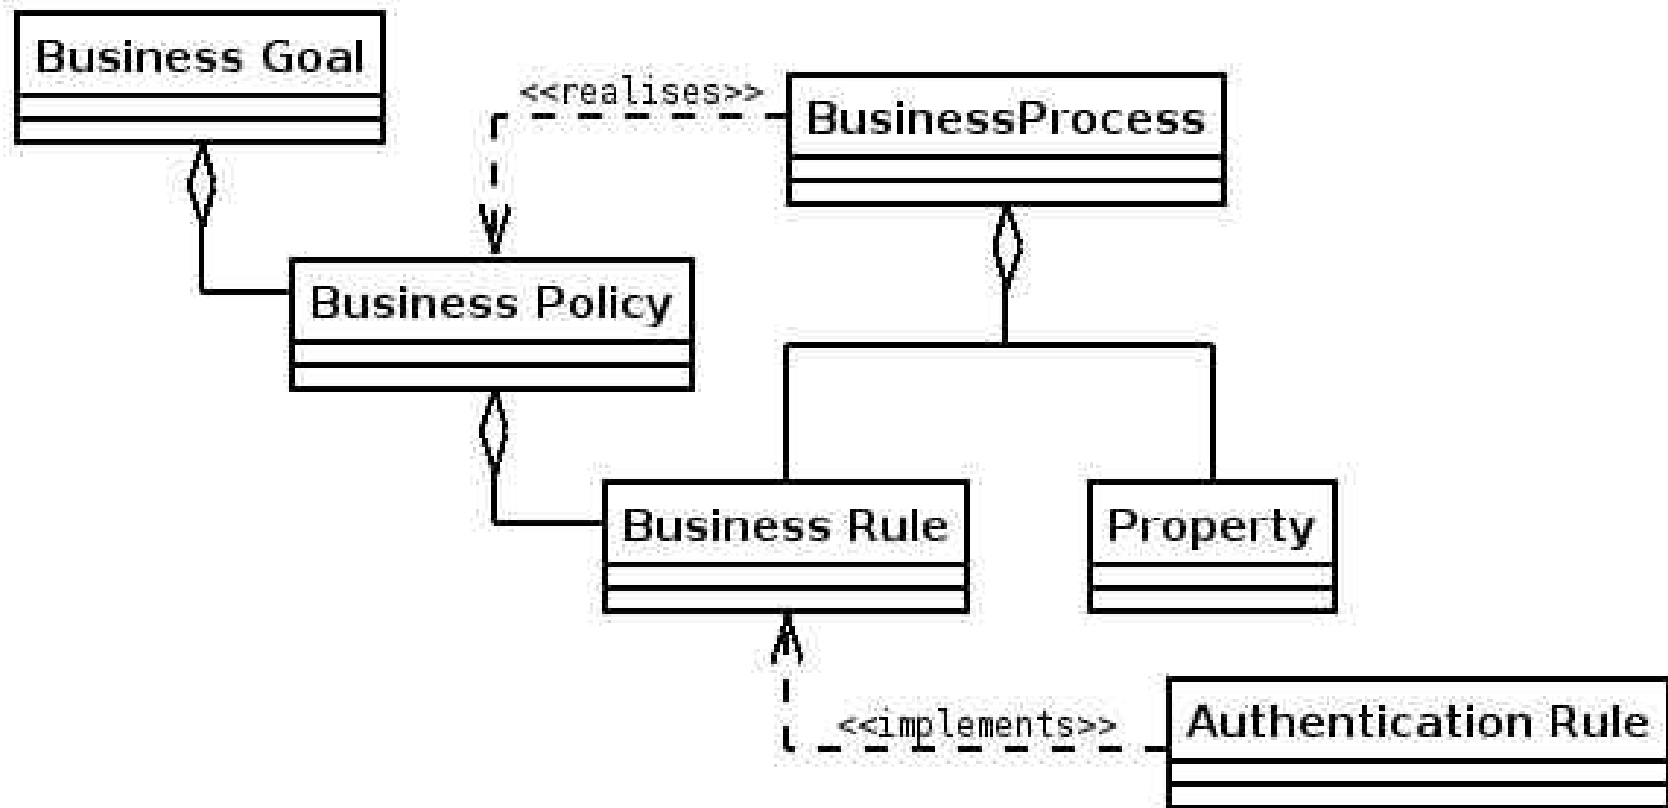 Business Goal
<<realises>>
BusinessProcess
Business Policy
Business Rule
Property
<<implements>>
Authentication Rule